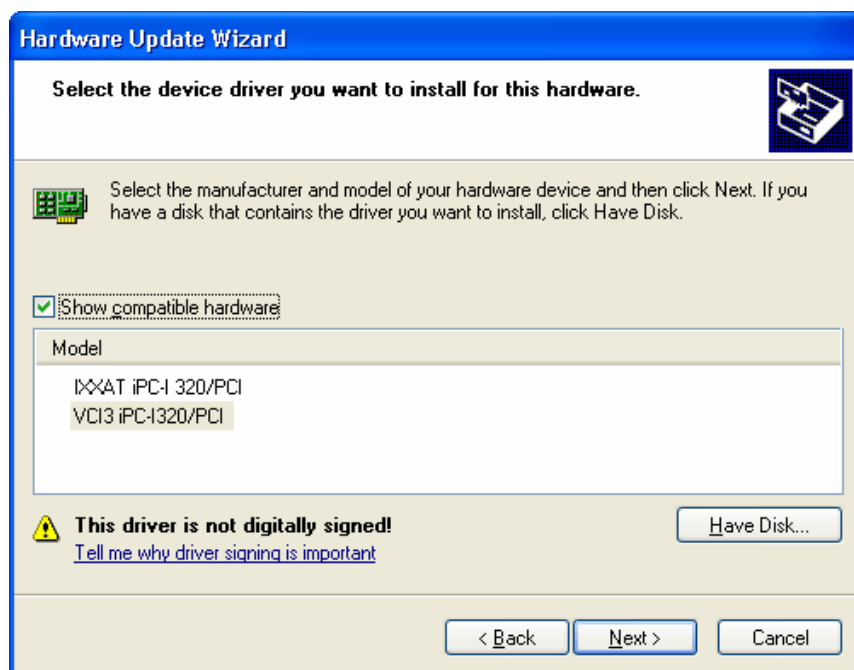 Hardware Update Wizard
Select the device driver you want to install for this hardware.
Select the manufacturer and model of your hardware device and then click Next. If you
have a disk that contains the driver you want to install, click Have Disk.
Show compatible hardware
Model
IXXAT iPC-I 320/PCI
VCI3 iPC-I320/PCI
This driver is not digitally signed!
Have Disk...
Tell me why driver signing is important
< Back
Next >
Cancel